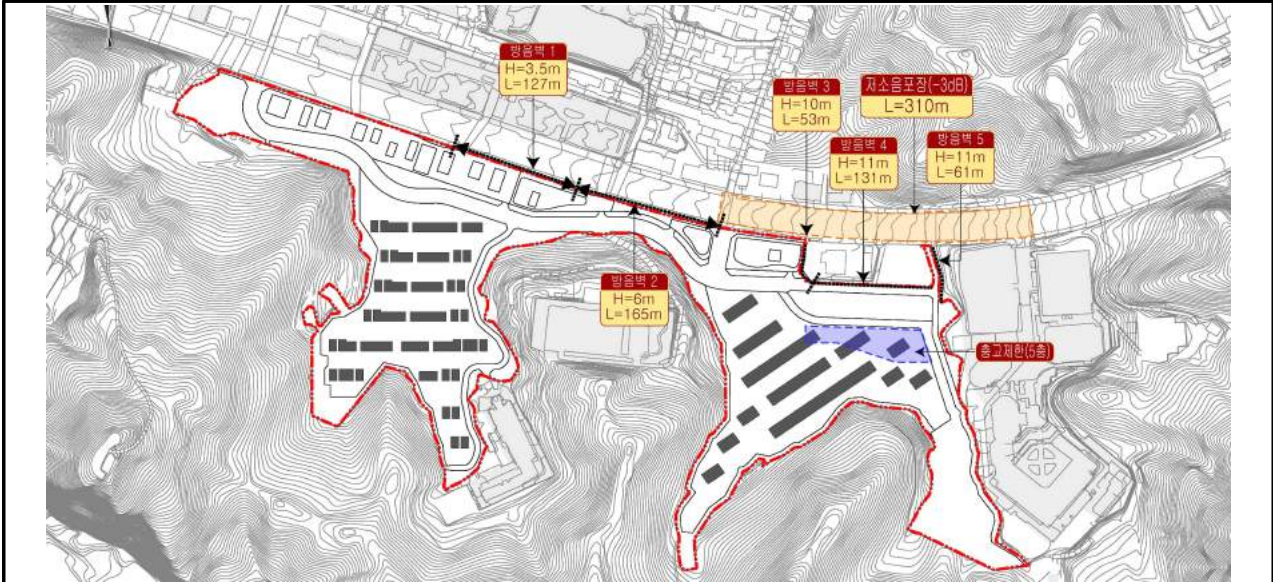 방음벽 1
H=3.5m
L=127m
방음벽 3
H=10m
L=53m
저소음포장(-3dB)
L=310m
방음벽 4
H=11m
L=131m
방음벽 5
H=11m
L=61m
방음벽 2
H=6m
L=165m
층고제한(5층)